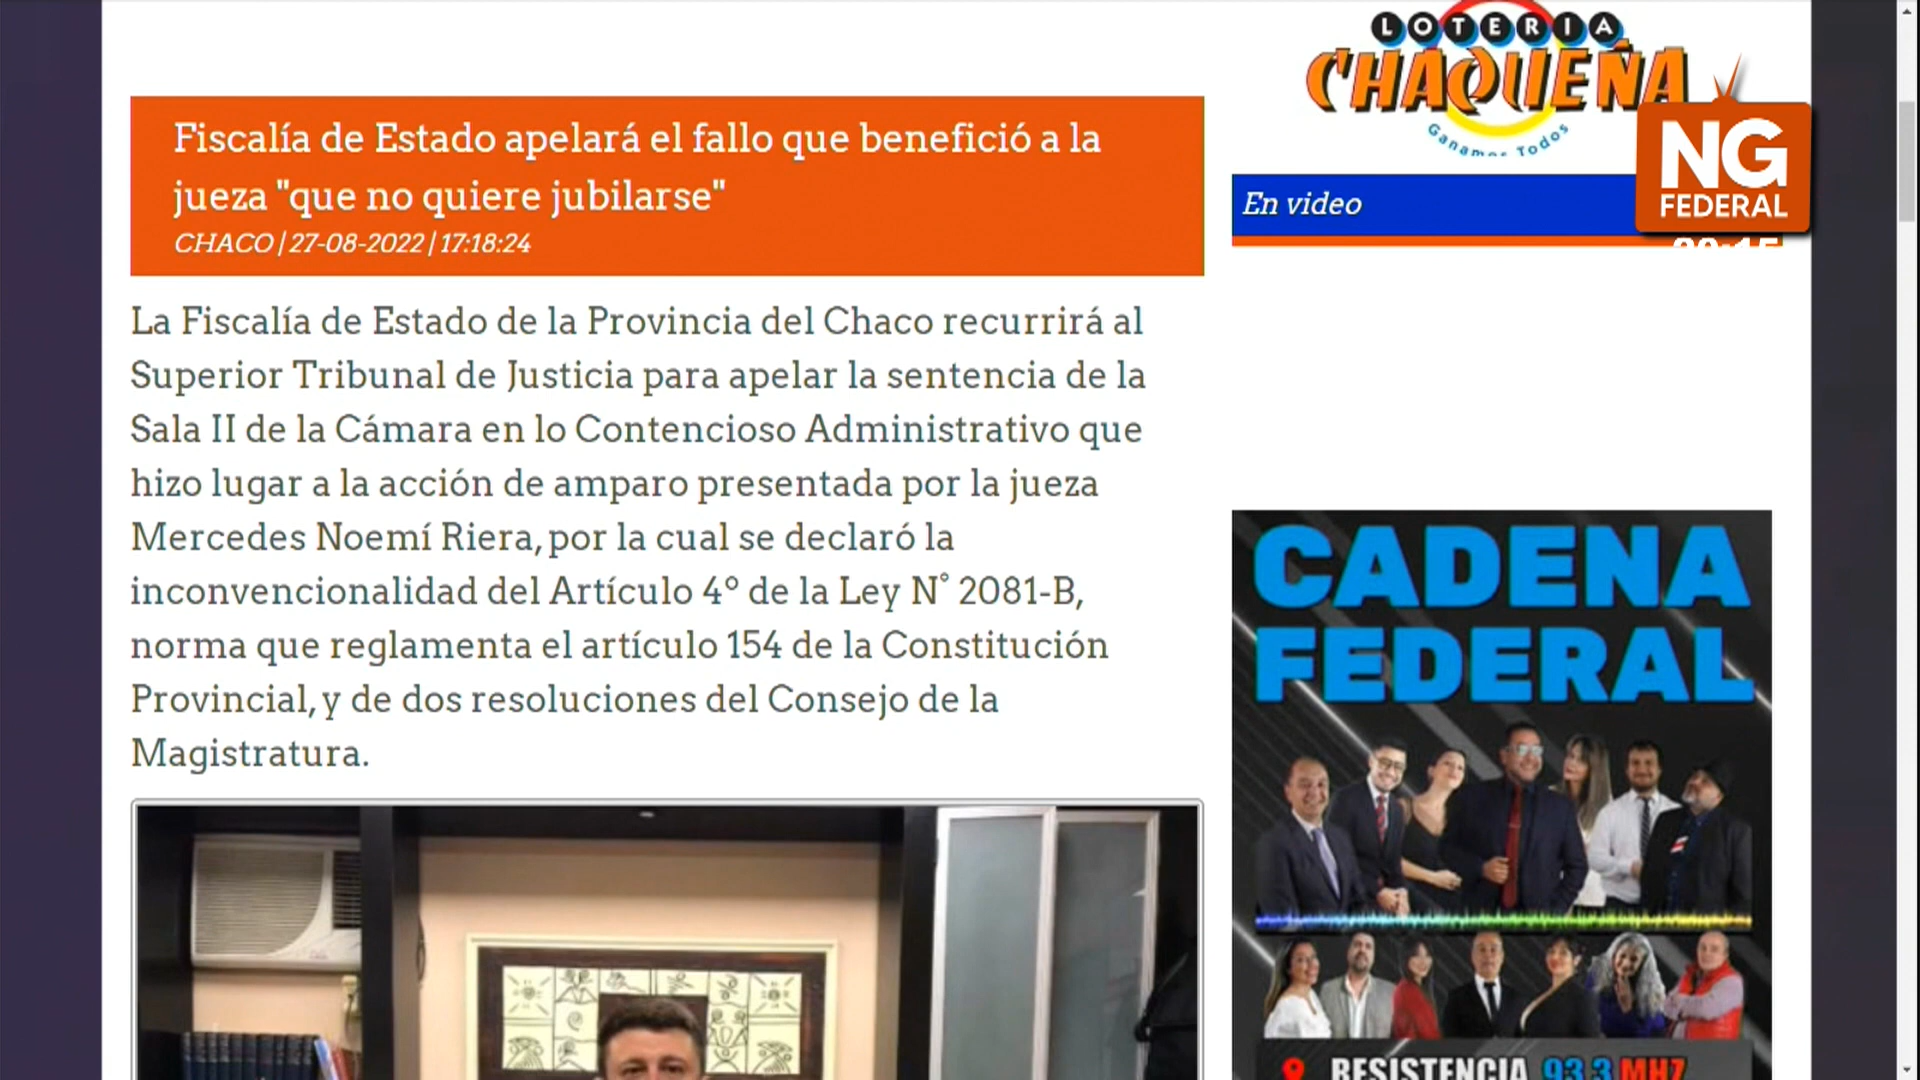 LOTERIA
CHAQUEÑA
Ganamos Todos
NG
FEDERAL
Fiscalía de Estado apelará el fallo que benefició a la
jueza "que no quiere jubilarse"
CHACO | 27-08-2022 | 17:18:24
En video
La Fiscalía de Estado de la Provincia del Chaco recurrirá al
Superior Tribunal de Justicia para apelar la sentencia de la
Sala II de la Cámara en lo Contencioso Administrativo que
hizo lugar a la acción de amparo presentada por la jueza
Mercedes Noemí Riera, por la cual se declaró la
inconvencionalidad del Artículo 4º de la Ley N° 2081-B,
norma que reglamenta el artículo 154 de la Constitución
Provincial, y de dos resoluciones del Consejo de la
Magistratura.
CADENA
FEDERAL
RESISTENCIA 93.3 MHZ